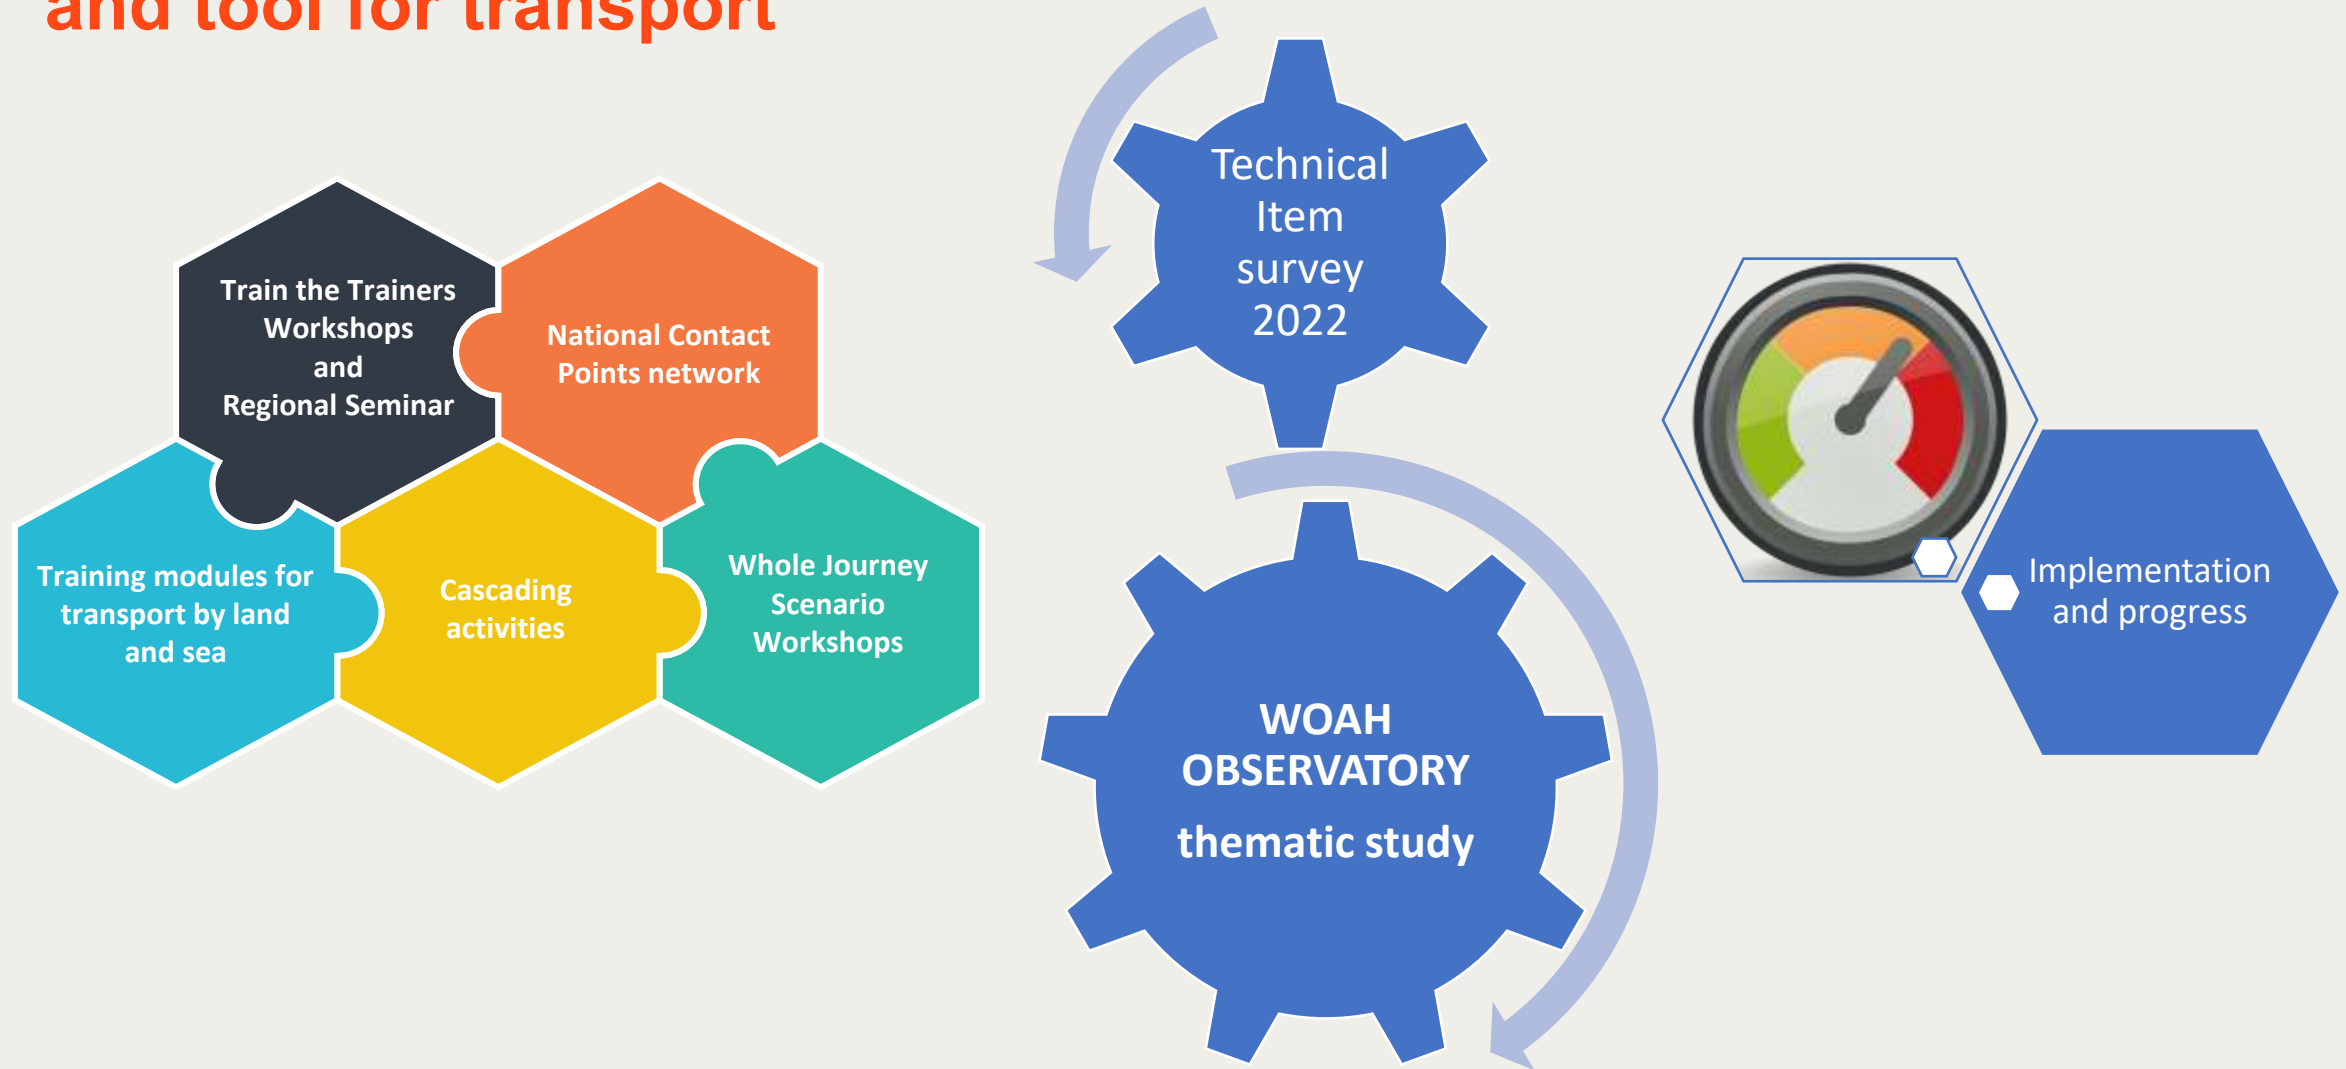 and tool for transport
Train the Trainers
Workshops
and
Regional Seminar
National Contact
Points network
Training modules for
transport by land
and sea
Cascading
activities
Whole Journey
Scenario
Workshops
Technical
Item
survey
2022
WOAH
OBSERVATORY
thematic study
Implementation
and progress